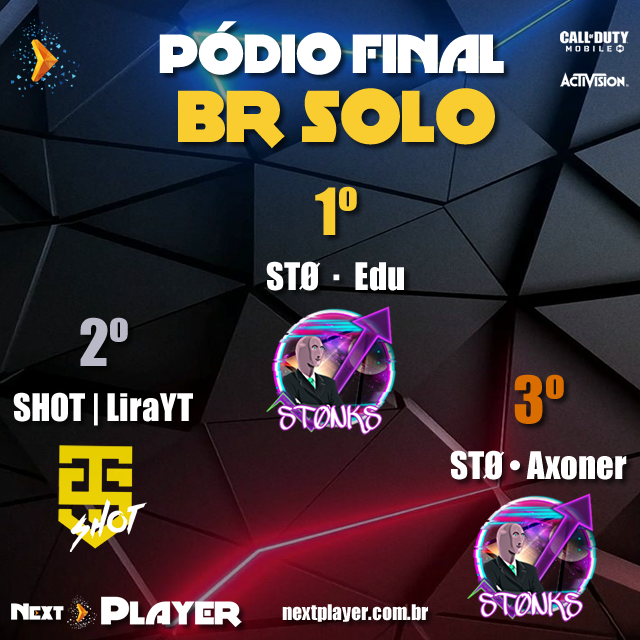 PÓDIO FINAL
BR SOLO
CALL OF DUTY
MOBILE
ACTIVISION
1º
STØ · Edu
STØNKS
2º
SHOT | LiraYT
SHOT
3º
STØ • Axoner
STØNKS
NEXT PLAYER
nextplayer.com.br